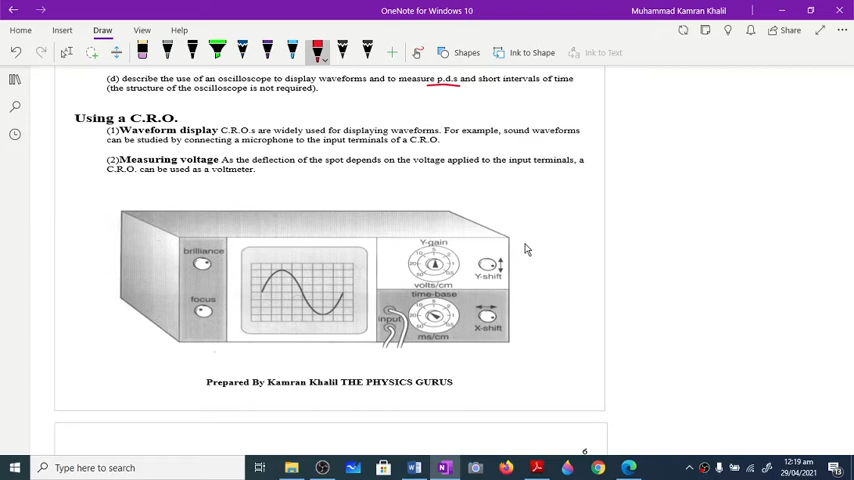 OneNote for Windows 10
Muhammad Kamran Khalil
Home
Insert
Draw
View
Help
Share
Shapes
Ink to Shape
Ink to Text
(d) describe the use of an oscilloscope to display waveforms and to measure p.d.s and short intervals of time
(the structure of the oscilloscope is not required).
Using a C.R.O.
(1)Waveform display C.R.O.s are widely used for displaying waveforms. For example, sound waveforms
can be studied by connecting a microphone to the input terminals of a C.R.O.
(2)Measuring voltage As the deflection of the spot depends on the voltage applied to the input terminals, a
C.R.O. can be used as a voltmeter.
brilliance
focus
Y-gain
volts/cm
Y-shift
time-base
input
ms/cm
X-shift
Prepared By Kamran Khalil THE PHYSICS GURUS
6
Type here to search
12:19 am
29/04/2021